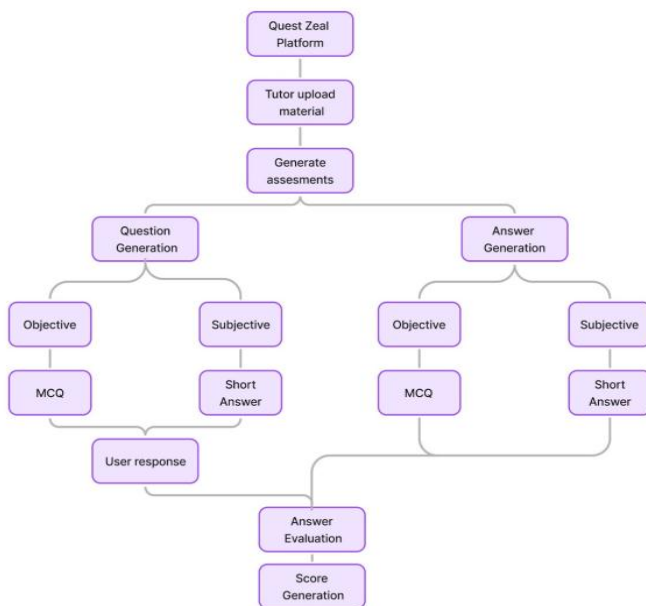 Quest Zeal
Platform
Tutor upload
material
Generate
assesments
Question
Generation
Answer
Generation
Objective
Subjective
Objective
Subjective
MCQ
Short
Answer
MCQ
Short
Answer
User response
Answer
Evaluation
Score
Generation